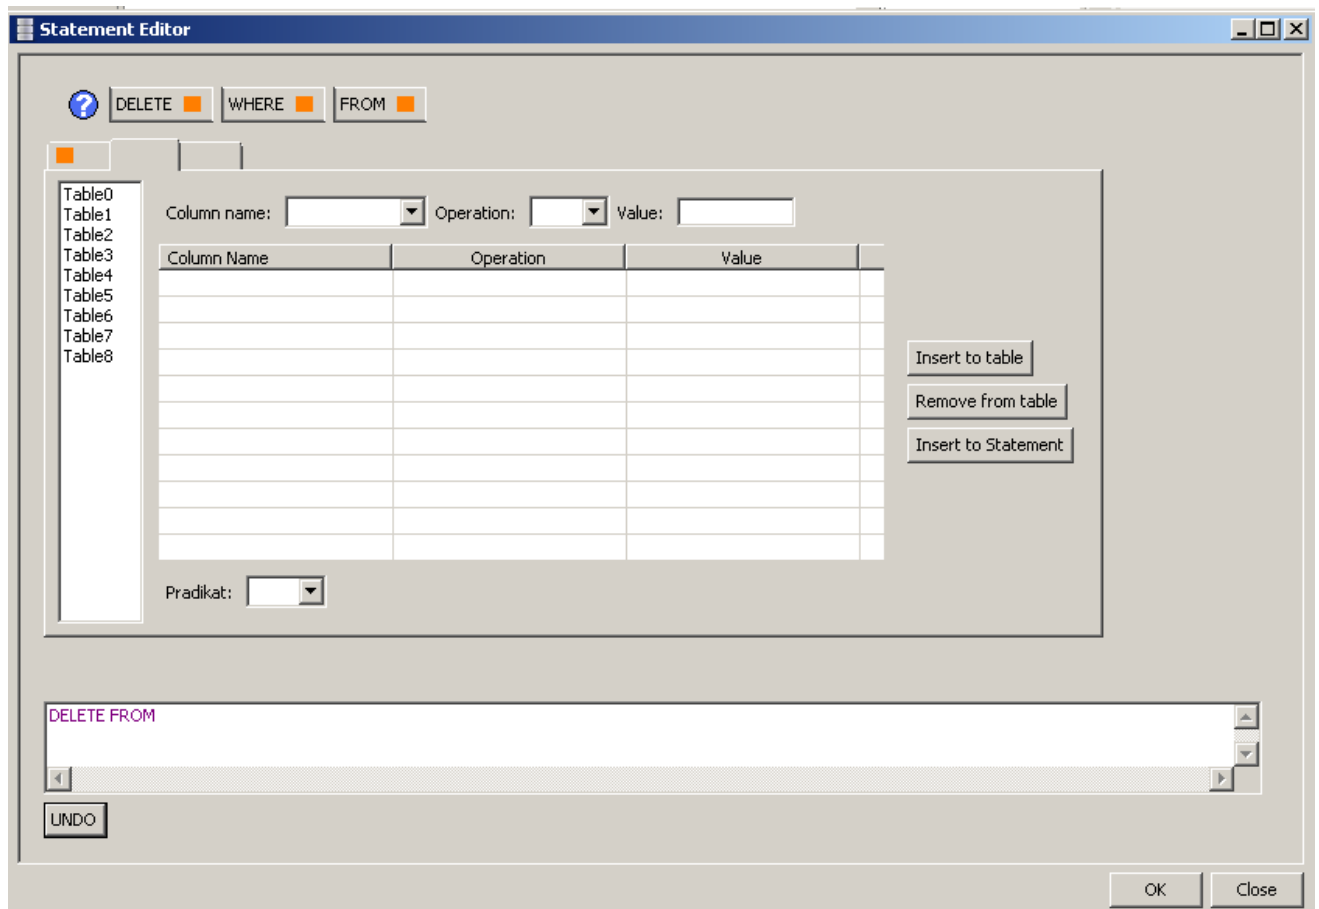 Statement Editor
DELETE WHERE FROM
Table0
Table1
Table2
Table3
Table4
Table5
Table6
Table7
Table8
Column name: Operation: Value:
Column Name Operation Value
Insert to table
Remove from table
Insert to Statement
Pradikat:
DELETE FROM
UNDO
OK Close